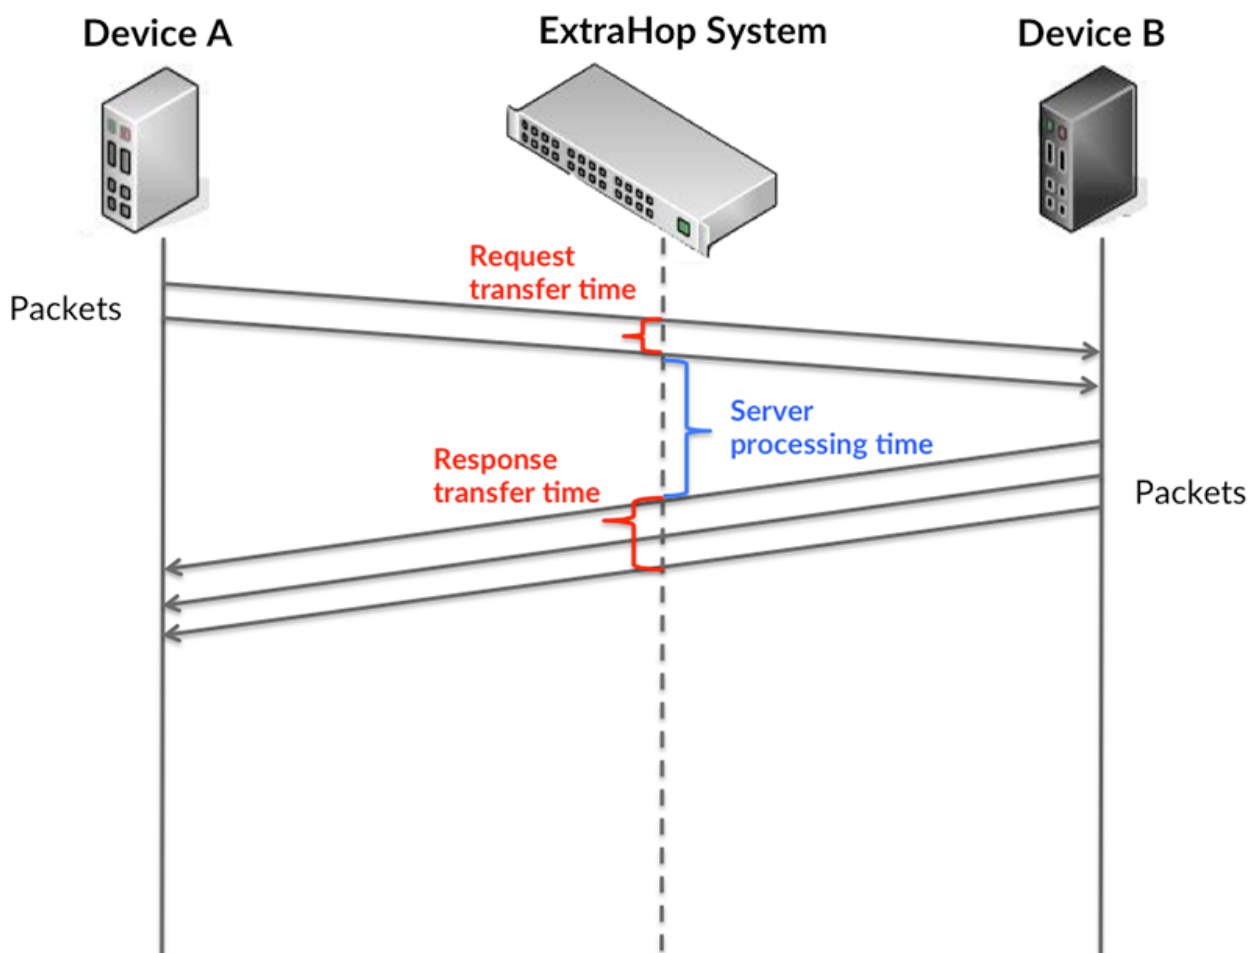 Device A
ExtraHop System
Device B
Request
transfer time
Packets
Server
processing time
Response
transfer time
Packets